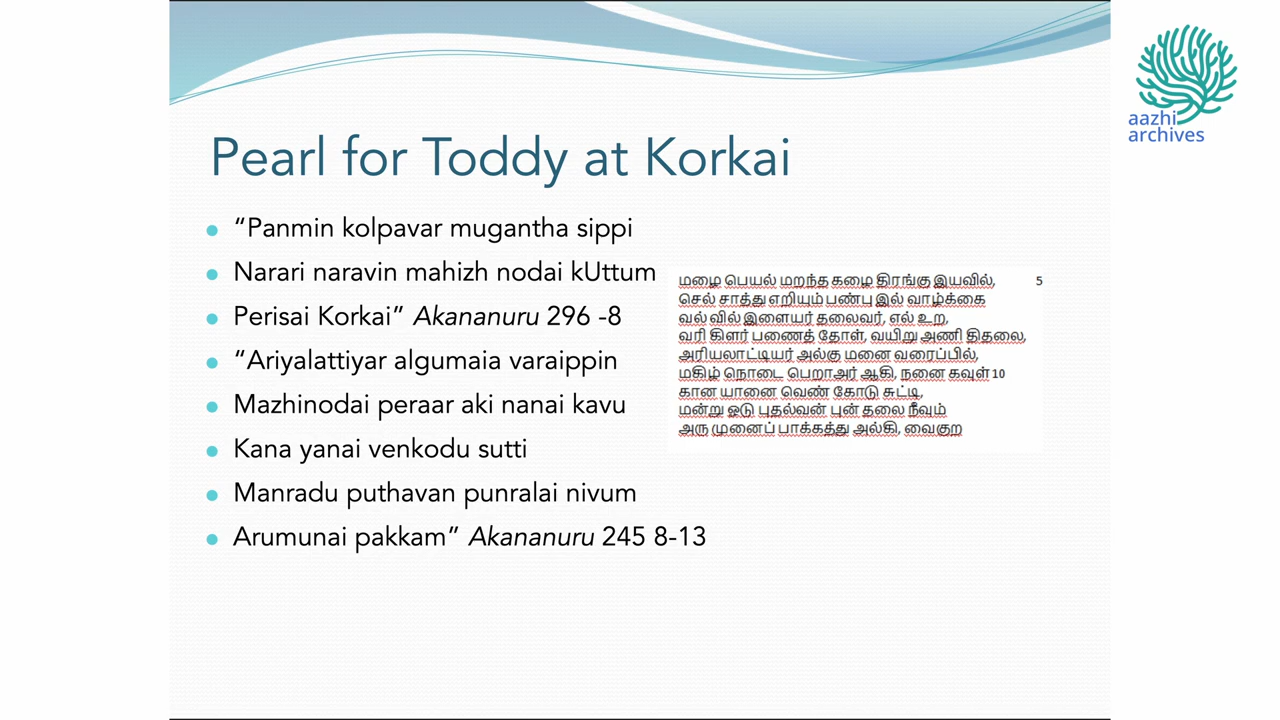 Pearl for Toddy at Korkai
“Panmin kolpavar mugantha sippi
Narari naravin mahizh nodai kUttum
Perisai Korkai” Akananuru 296 -8
“Ariyalattiyar algumaia varaippin
Mazhinodai peraar aki nanai kavu
Kana yanai venkodu sutti
Manradu puthavan punralai nivum
Arumunai pakkam” Akananuru 245 8-13
மழை பெயல் மறந்த கழை திரங்கு இயவில், 5
செல் சாத்து எறியும் பண்பு இல் வாழ்க்கை
வல் வில் இளையர் தலைவர், எல் உற,
வரி கிளர் பணைத் தோள், வயிறு அணி திதலை,
அரியலாட்டியர் அல்கு மனை வரைப்பில்,
மகிழ் நொடை பெறாஅர் ஆகி, நனை கவுள் 10
கான யானை வெண் கோடு சுட்டி,
மன்று ஓடு புதல்வன் புன் தலை நீவும்
அரு முனைப் பாக்கத்து அல்கி, வைகுற
aazhi
archives